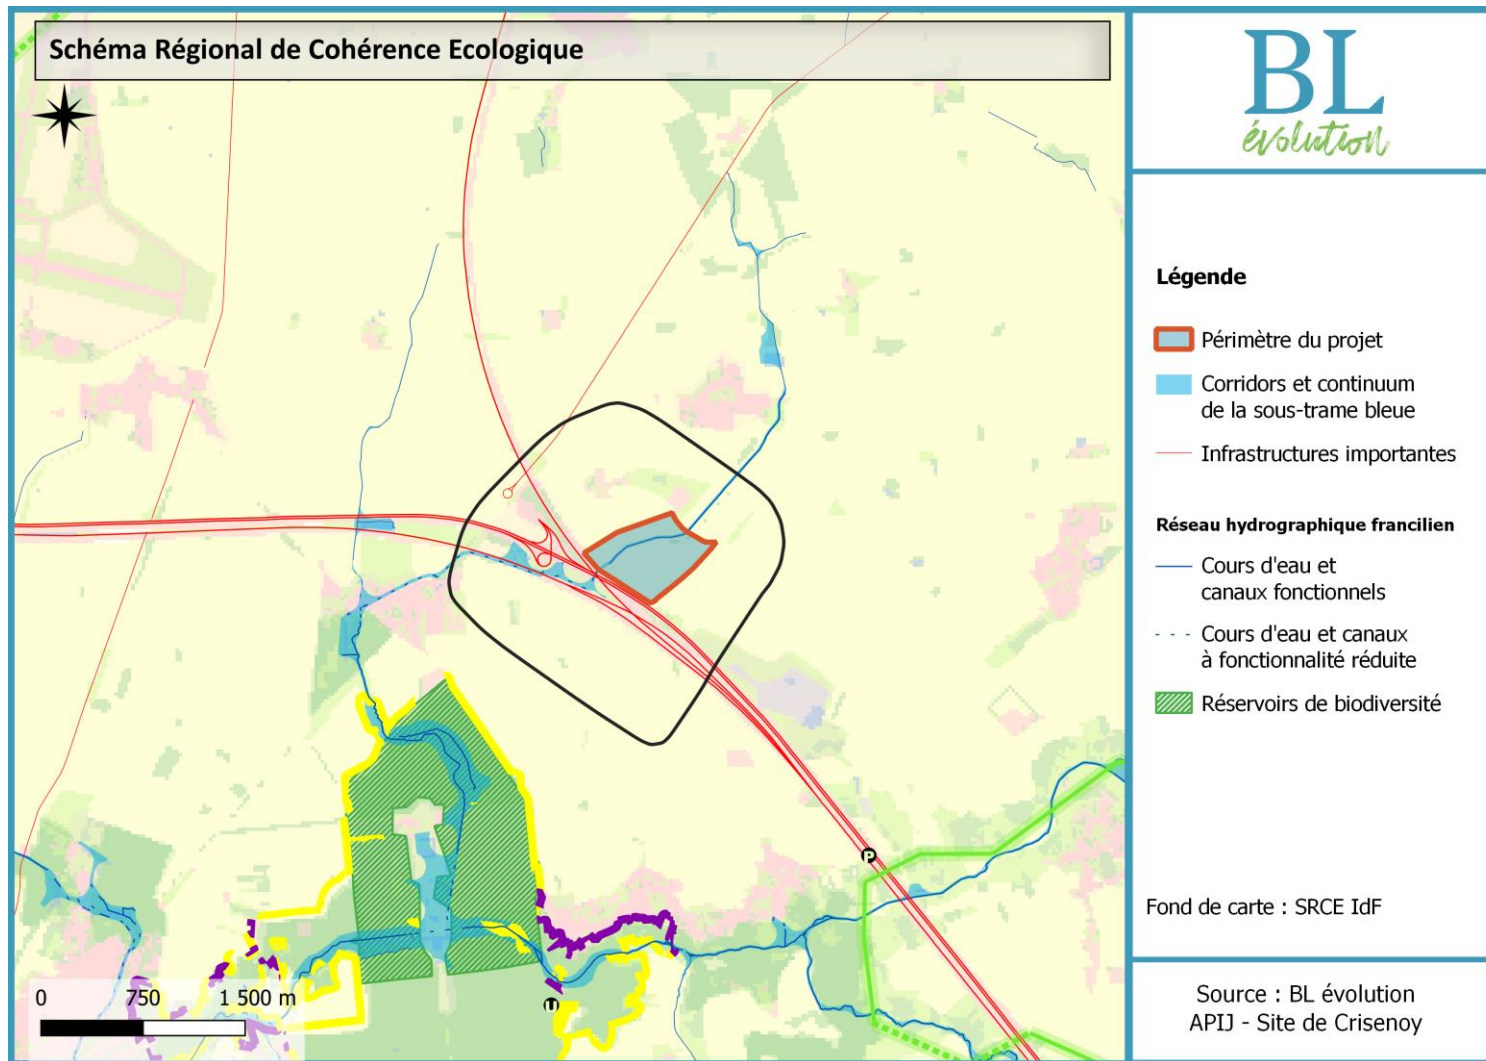 Schéma Régional de Cohérence Ecologique
BL
évolution
Légende
Périmètre du projet
Corridors et continuum
de la sous-trame bleue
Infrastructures importantes
Réseau hydrographique francilien
Cours d'eau et
canaux fonctionnels
Cours d'eau et canaux
à fonctionnalité réduite
Réservoirs de biodiversité
P
Fond de carte : SRCE IdF
0 750 1 500 m
Source : BL évolution
APIJ - Site de Crisenoy